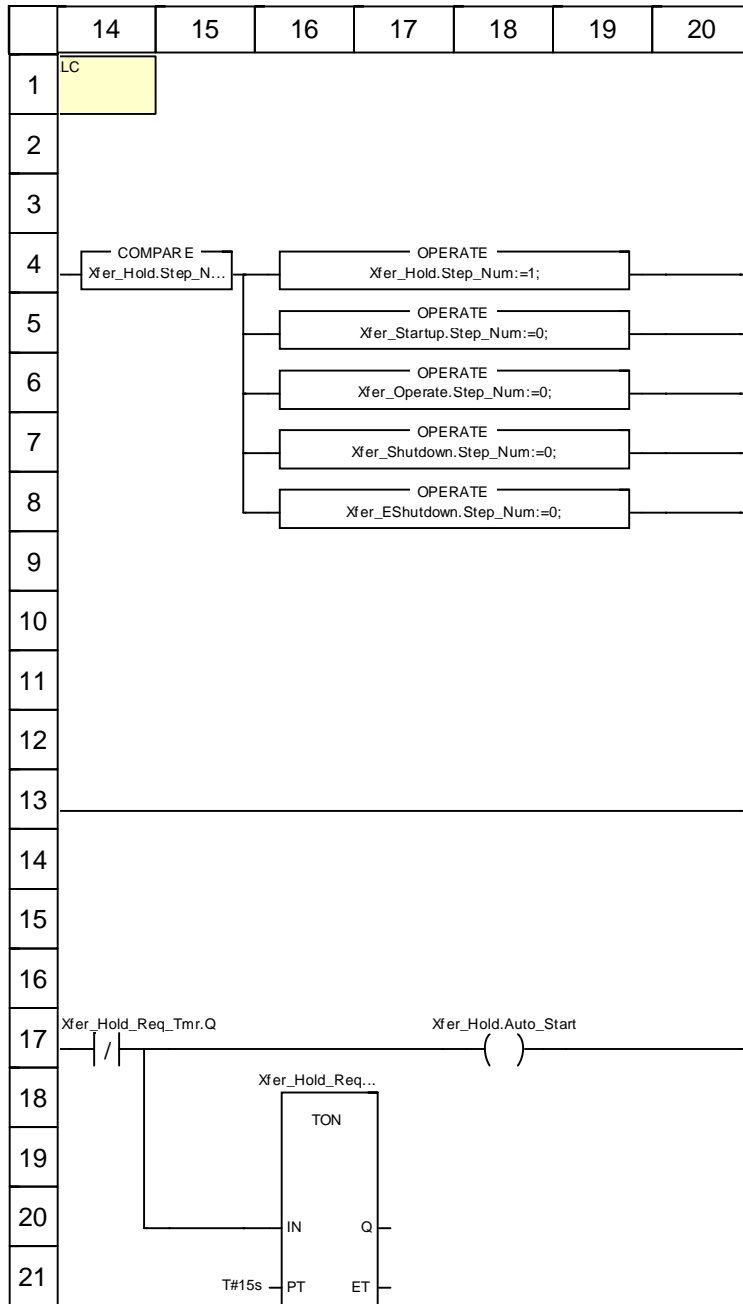 14 15 16 17 18 19 20
1 LC
2
3
COMPARE OPERATE
4 Xfer_Hold.Step_N... Xfer_Hold.Step_Num:=1;
OPERATE
5 Xfer_Startup.Step_Num:=0;
OPERATE
6 Xfer_Operate.Step_Num:=0;
OPERATE
7 Xfer_Shutdown.Step_Num:=0;
OPERATE
8 Xfer_EShutdown.Step_Num:=0;
9
10
11
12
13
14
15
16
Xfer_Hold_Req_Tmr.Q Xfer_Hold.Auto_Start
17 /
Xfer_Hold_Req...
18 TON
19
20 IN Q
21 T#15s PT ET